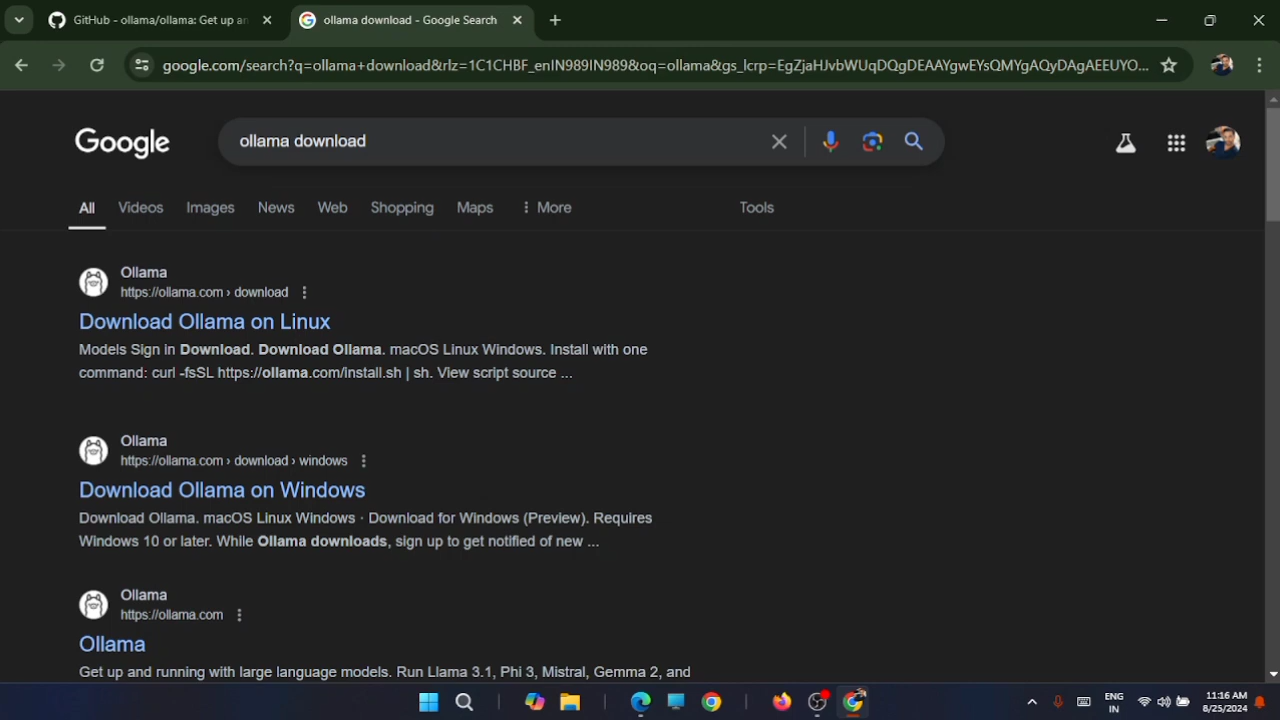 GitHub - ollama/ollama: Get up an
ollama download - Google Search
google.com/search?q=ollama+download&rlz=1C1CHBF_enIN989IN989&oq=ollama&gs_lcrp=EgZjaHJvbWUqDQgDEAAYgwEYsQMYgAQyDAgAEEUYO...
Google
ollama download
All
Videos
Images
News
Web
Shopping
Maps
More
Tools
Ollama
https://ollama.com › download
Download Ollama on Linux
Models Sign in Download. Download Ollama. macOS Linux Windows. Install with one
command: curl -fsSL https://ollama.com/install.sh | sh. View script source ...
Ollama
https://ollama.com › download › windows
Download Ollama on Windows
Download Ollama. macOS Linux Windows · Download for Windows (Preview). Requires
Windows 10 or later. While Ollama downloads, sign up to get notified of new ...
Ollama
https://ollama.com
Ollama
Get up and running with large language models. Run Llama 3.1, Phi 3, Mistral, Gemma 2, and
ENG
IN
11:16 AM
8/25/2024